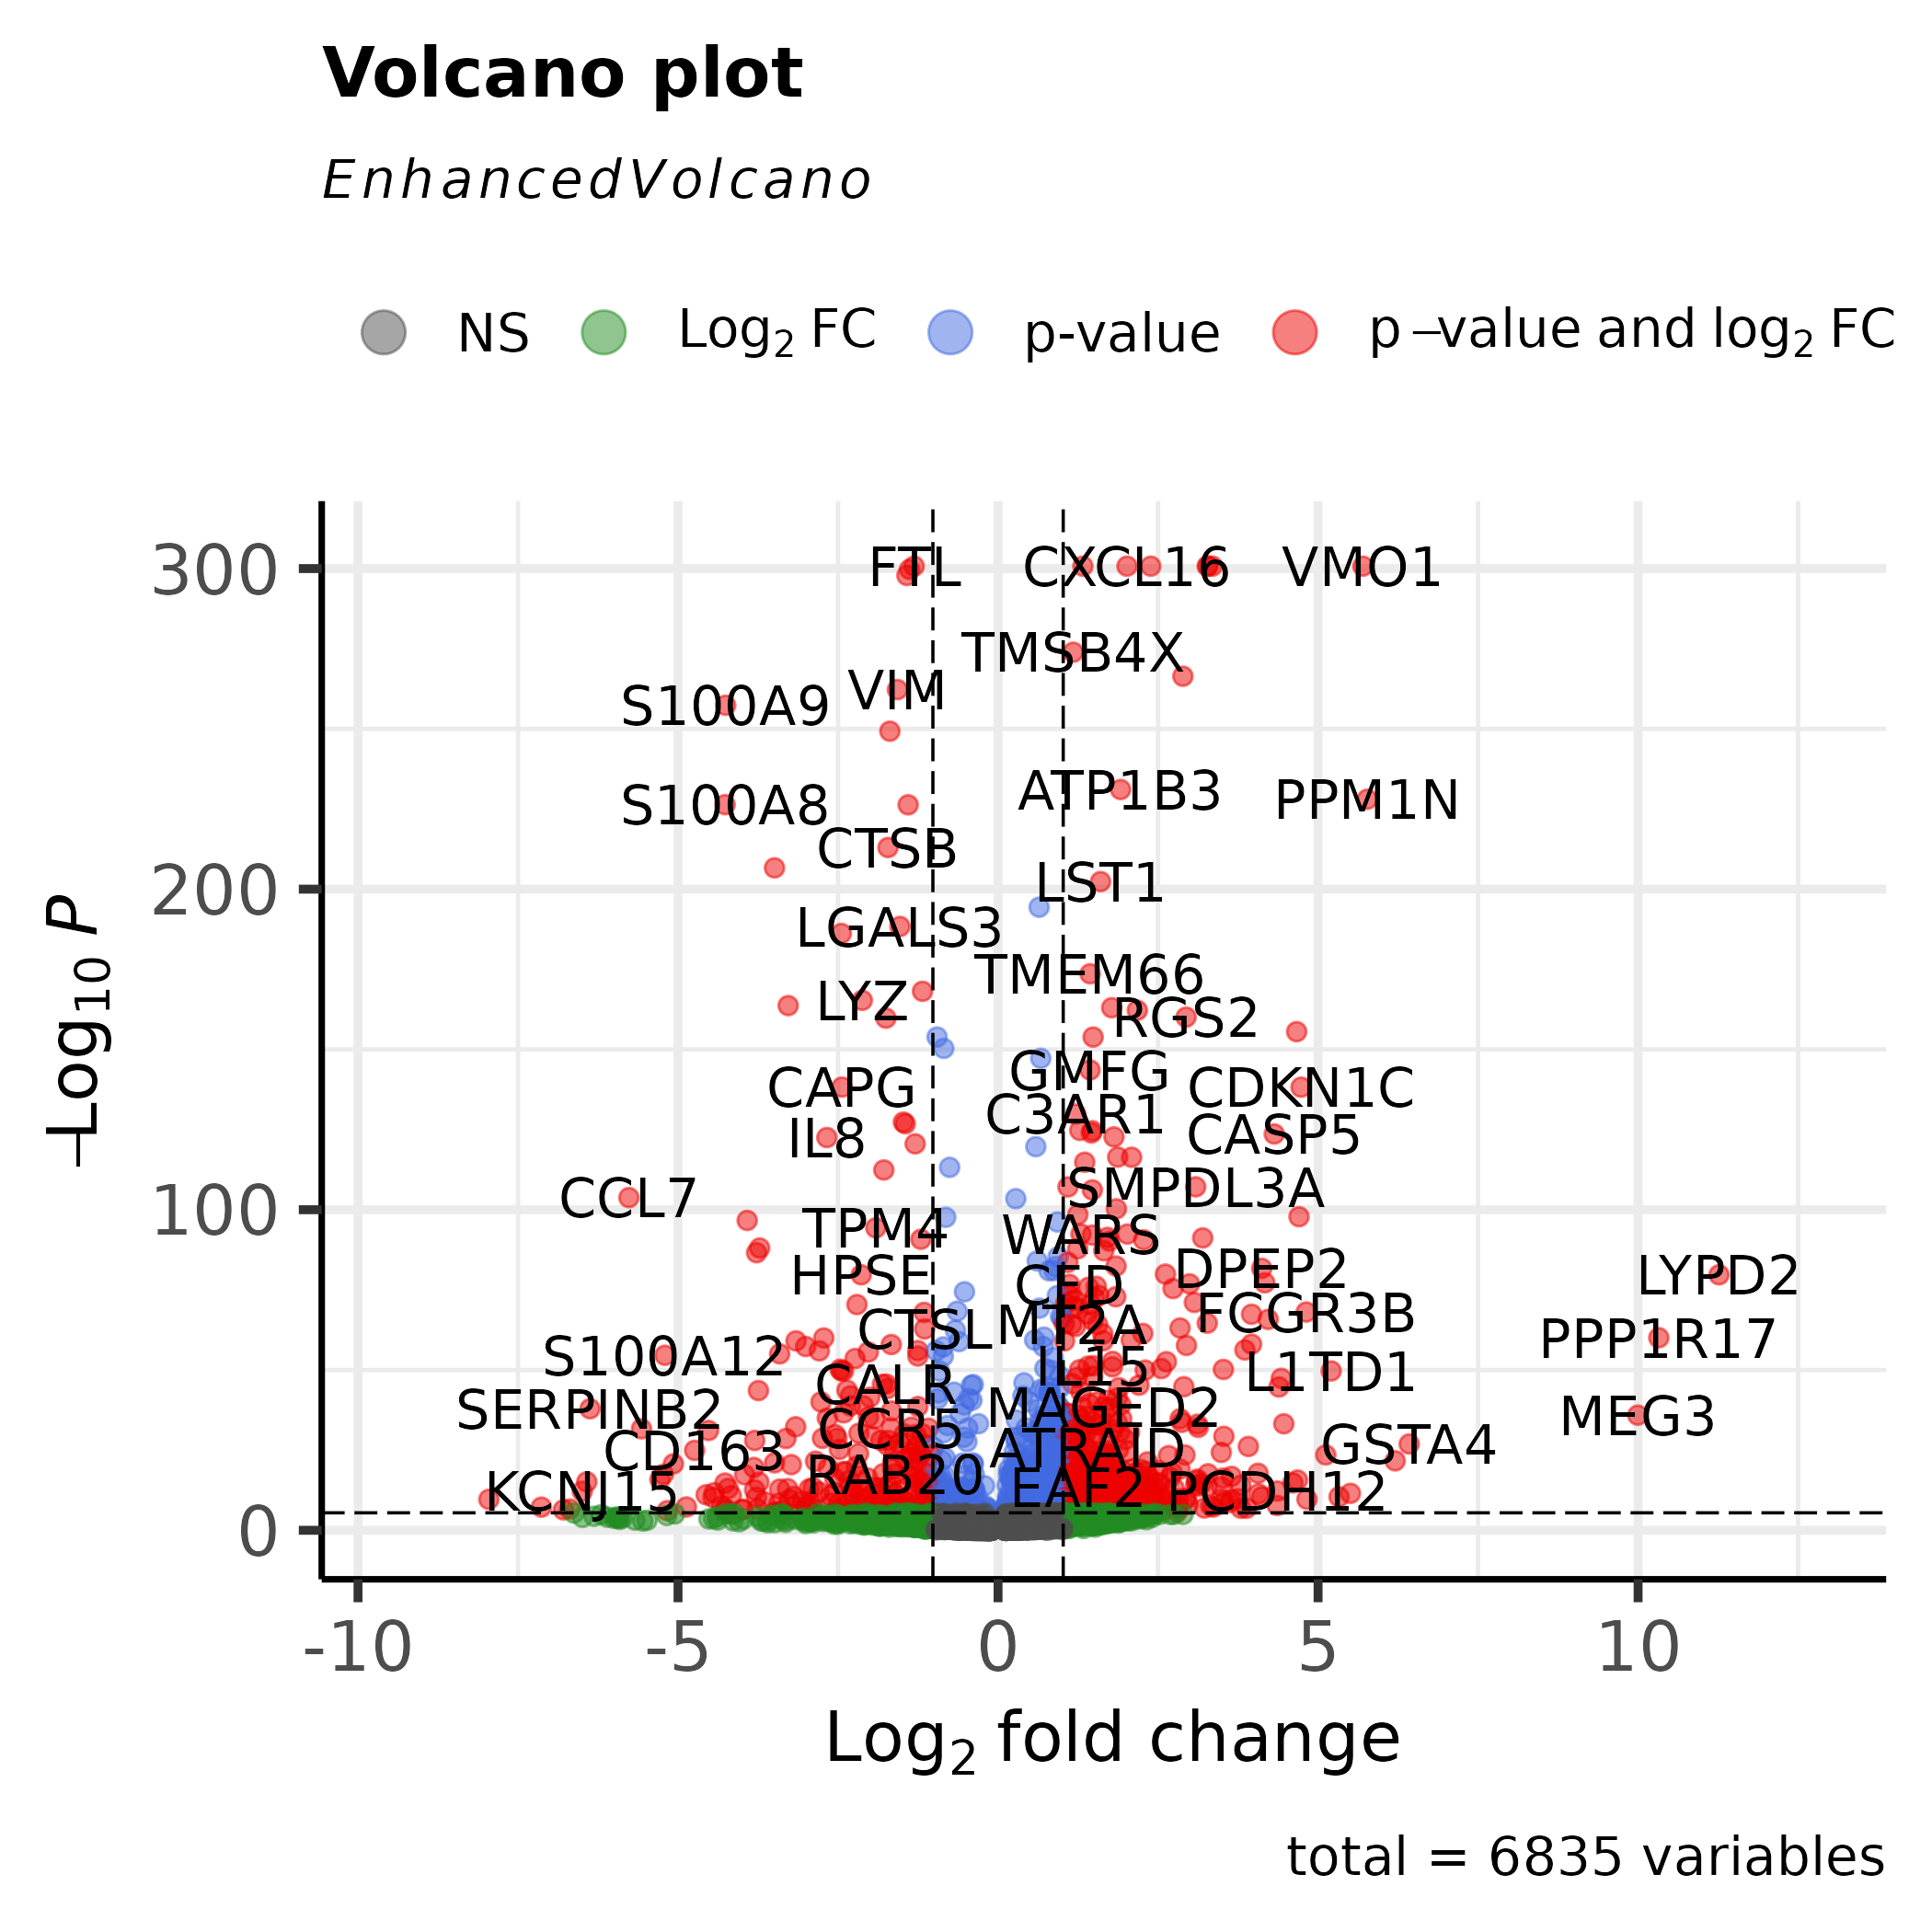 Volcano plot
EnhancedVolcano
NS Log₂ FC p-value p−value and log₂ FC
−Log₁₀ P
300
200
100
0
FTL CXCL16 VMO1
TMSB4X
VIM
S100A9
ATP1B3 PPM1N
S100A8
CTSB
LST1
LGALS3
TMEM66
LYZ RGS2
GMFG
CAPG CDKN1C
C3AR1
IL8 CASP5
SMPDL3A
CCL7
TPM4 WARS
DPEP2
HPSE LYPD2
CFD
FCGR3B
CTSL MT2A
PPP1R17
S100A12
IL15 L1TD1
CALR
SERPINB2 MAGED2
MEG3
CCR5
GSTA4
CD163 ATRAID
RAB20
KCNJ15 EAF2 PCDH12
-10 -5 0 5 10
Log₂ fold change
total = 6835 variables